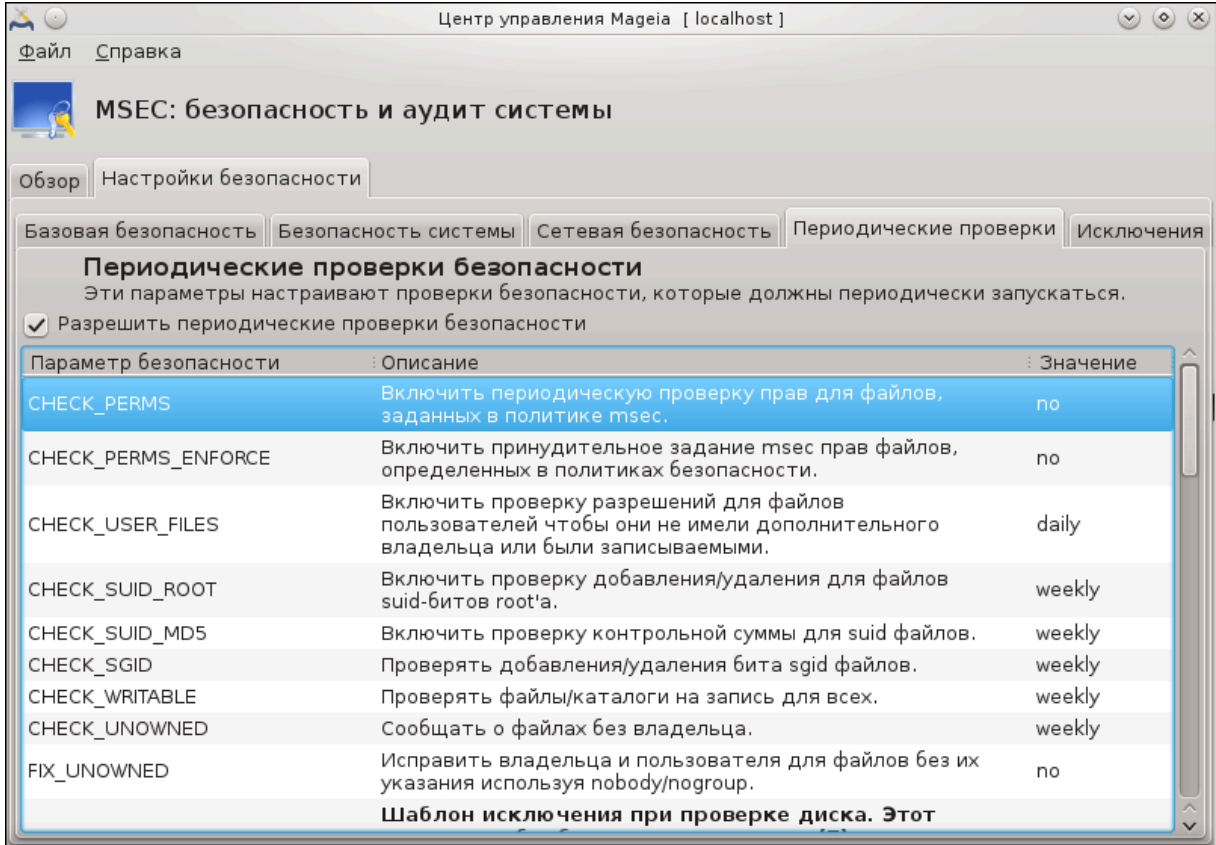 Центр управления Mageia [ localhost ]
Файл Справка
MSEC: безопасность и аудит системы
Обзор Настройки безопасности
Базовая безопасность Безопасность системы Сетевая безопасность Периодические проверки Исключения
Периодические проверки безопасности
Эти параметры настраивают проверки безопасности, которые должны периодически запускаться.
Разрешить периодические проверки безопасности
Параметр безопасности Описание Значение
CHECK_PERMS Включить периодическую проверку прав для файлов, no
заданных в политике msec.
CHECK_PERMS_ENFORCE Включить принудительное задание msec прав файлов, no
определенных в политиках безопасности.
Включить проверку разрешений для файлов
CHECK_USER_FILES пользователей чтобы они не имели дополнительного daily
владельца или были записываемыми.
CHECK_SUID_ROOT Включить проверку добавления/удаления для файлов weekly
suid-битов root'а.
CHECK_SUID_MD5 Включить проверку контрольной суммы для suid файлов. weekly
CHECK_SGID Проверять добавления/удаления бита sgid файлов. weekly
CHECK_WRITABLE Проверять файлы/каталоги на запись для всех. weekly
CHECK_UNOWNED Сообщать о файлах без владельца. weekly
FIX_UNOWNED Исправить владельца и пользователя для файлов без их no
указания используя nobody/nogroup.
Шаблон исключения при проверке диска. Этот